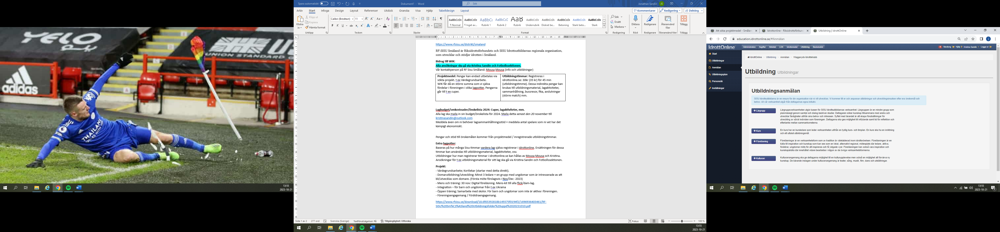 YELO
adidas
THAILAND
SMILES WITH YOU
13:55
2023-10-21
Spara automatiskt
Dokument1 - Word
Sök
Jonathan Sandin
JS
Arkiv
Start
Infoga
Design
Layout
Referenser
Utskick
Granska
Visa
Hjälp
Tabelldesign
Layout
Kommentarer
Redigering
Delning
Klistra in
Klipp ut
Kopiera
Hämta format
Urklipp
Calibri (Brödtext)
11
Tecken
Stycke
AaBbCcDc
¶ Normal
AaBbCcDc
¶ Inget av...
AaBbCc
Rubrik 1
AaBbCcD
Rubrik 2
AaB
Rubrik
AaBbCcDc
Underrubrik
AaBbCcDc
Diskret be...
AaBbCcDc
Betoning
AaBbCcDc
Stark beto...
AaBbCcDc
Stark
Format
Sök
Ersätt
Markera
Redigering
Diktera
Röst
Redigerare
Redigerare
Återanvänd filer
Återanvänd filer
Tillägg
Tillägg
https://www.rfsisu.se/distrikt/smaland
RF-SISU Småland är Riksidrottsförbundets och SISU Idrottsutbildarnas regionala organisation,
som utvecklar och stödjer idrotten i Småland.
Bidrag till WIK:
Alla ansökningar ska gå via Kristina Sandin och Fotbollssektionen.
Vår kontaktperson på RF Sisu Småland: Mousa Mousa (info och utbildningar)
Projektmedel: Pengar kan endast utbetalas via
sökta projekt. t ex Värdegrundsarbete.
WIK får då en större summa som vi själva
fördelar i föreningen i olika lagpotter. Pengarna
går till t ex cuper.
Utbildningstimmar: Registreras i
idrottonline.se: 30kr (35 kr) för 45 min
(utbildningstimme). Dessa indirekta pengar kan
brukas till utbildningsmaterial, lagaktiviteter,
sammanhållning, bussresor, fika, avslutningar
(större match) mm.
Lagbudget/omkostnader/önskelista 2024: Cuper, lagaktiviteter, mm.
Alla lag ska maila in sin budget/önskelista för 2024. Maila detta senast den 20 november till
kristinasandin@outlook.com
Meddela även om ni behöver lagsammanhållningsstöd + meddela antal spelare som ni vet har det
kämpigt ekonomiskt.
Pengar och stöd till önskemålen kommer från projektmedel / inregistrerade utbildningstimmar.
Extra lagpotter:
Baseras på hur många Sisu-timmar vardera lag själva registrerar i idrottonline. Ersättningen för dessa
timmar kan användas till utbildningsmaterial, lagaktiviteter, osv.
Utbildningar hur man registrerar timmar i idrottonline.se kan hållas av Mousa Mousa och Kristina.
Ansökningar för t ex utbildningsmaterial för sitt lag ska gå via Kristina Sandin och Fotbollssektionen.
Projekt:
- Värdegrundsarbete; Kortlekar (startar med detta direkt).
- Domarutbildning/utveckling; Minst 3 ledare + en grupp med ungdomar som är intresserade av att
bli/utvecklas som domare. (Första möte förslagsvis i Nov/Dec -2023)
- Mens och träning: 30 nov: Digital föreläsning. Mens-kit till alla flick/dam-lag.
- Integration – för barn och ungdomar från t ex Ukraina
- Öppen träning; Samarbete med skolor. För barn och ungdomar som inte är aktiva i föreningen.
- Föreningsengagemang / Föräldraengagemang.
https://www.rfsisu.se/download/18.6f65392818b149375f0194f2/1696936403461/RF-
SISU%20Sm%C3%A5land%20Utbildningsfolder%20uppd%2020231010.pdf
Sida 1 av 2
277 ord
Svenska (Sverige)
Textförutsägelser: På
Tillgänglighet: Utforska
Fokus
100 %
13:55
2023-10-21
Att söka projektmedel - Småland
Idrottonline - Riksidrottsförbund
Utbildning | IdrottOnline
education.idrottonline.se/#Anmälan
IdrottOnline
Administration
Avgifter
Aktivitet
LOK
Idrottsmedel
Utbildning
Beslutsstöd
0
Varukorg
Hjälp ?
Kristina Sandin
Logga ut
Start
Utbildningar
Anmälan
Utbildningsplan
Personsök
Inställningar
IdrottOnline
Utbildning
Anmälan
Waggeryds Idrottsklubb
Utbildning Utbildningar
Utbildningsanmälan
SISU Idrottsutbildarna är en resurs för din organisation när ni vill utvecklas. Vi kommer till er och anpassar utbildningar och utvecklingsinsatser efter era önskemål och
behov. All vår verksamhet utgår från deltagarnas egna initiativ.
+ Lärgrupp
Lärgruppsverksamheten utgör basen för SISU Idrottsutbildarnas verksamhet. Lärgruppen är en mindre grupp som
planmässigt genom samtal och dialog bedriver studier. Deltagaren söker kunskap tillsammans med andra och
utvecklar färdigheter utifrån sina behov och intressen. Syftet med lärandet är att skapa förutsättningar för
utveckling av såväl individen som föreningen. Deltagarna ska ges möjlighet till inflytande samt tid för reflektion och
eftertanke mellan sammankomsterna.
+ Kurs
En kurs har en kursledare som leder verksamheten utifrån en tydlig kurs- och timplan. En kurs ska ha en inriktning
och ett uttalat utbildningsmål.
+ Föreläsning
Föreläsningar är en verksamhetsform som av tradition är väletablerad inom idrottsrörelsen. Föreläsningen är en
källa till inspiration och kunskap som kan ses som en lokal, alternativt regional, mötesplats där ledare, aktiva,
föräldrar, ungdomar möts för att inspireras och få vidgade vyer. Föreläsningen kan också vara inspiration och
kunskapskälla där innehållet vidare bearbetas i någon av de övriga verksamhetsformerna.
+ Kulturarr.
Kulturarrangemang ska ge deltagarna möjlighet till en kulturupplevelse men också en möjlighet att förvärva ny
kunskap. De bärande inslagen under kulturarrangemang är teater, sång, musik, film, dans och utställningar.
13:55
2023-10-21